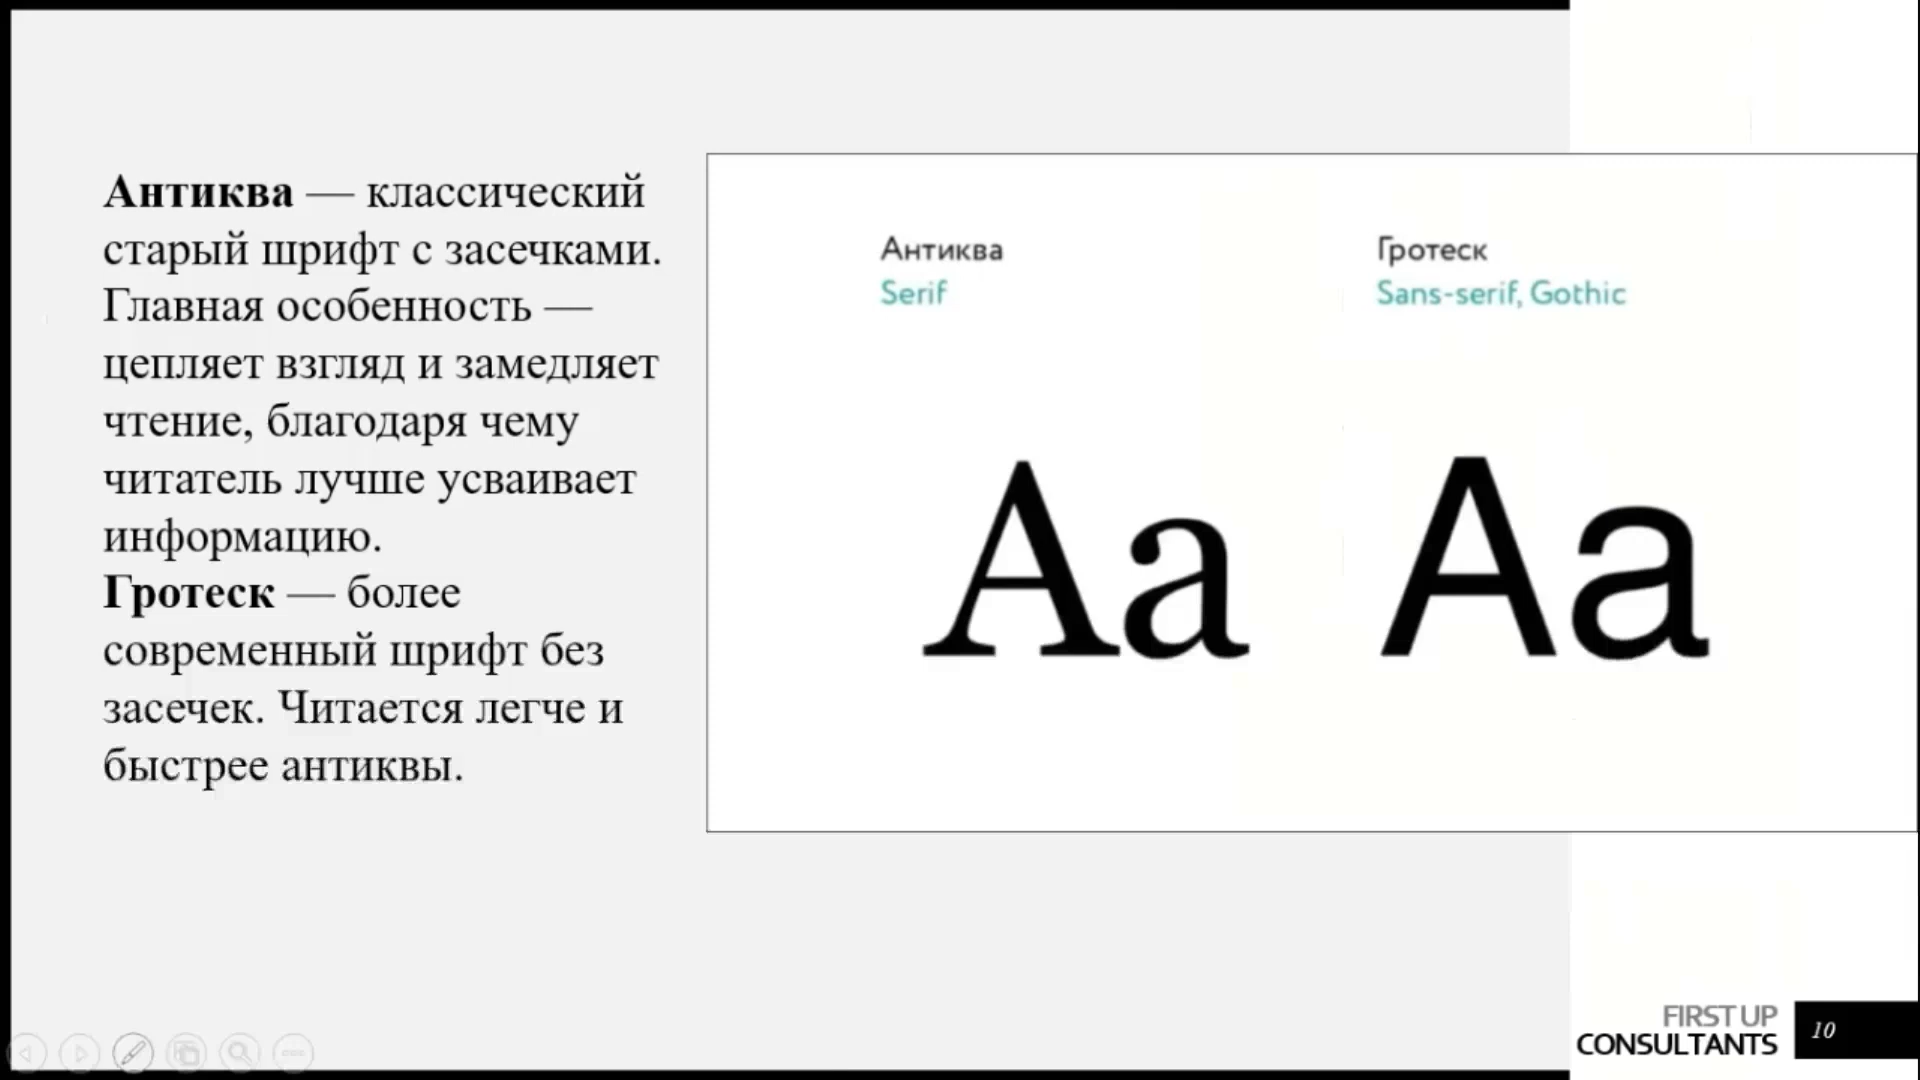 Антиква — классический
старый шрифт с засечками.
Главная особенность —
цепляет взгляд и замедляет
чтение, благодаря чему
читатель лучше усваивает
информацию.
Гротеск — более
современный шрифт без
засечек. Читается легче и
быстрее антиквы.
Антиква
Serif
Aa
Гротеск
Sans-serif, Gothic
Aa
FIRST UP
CONSULTANTS
10